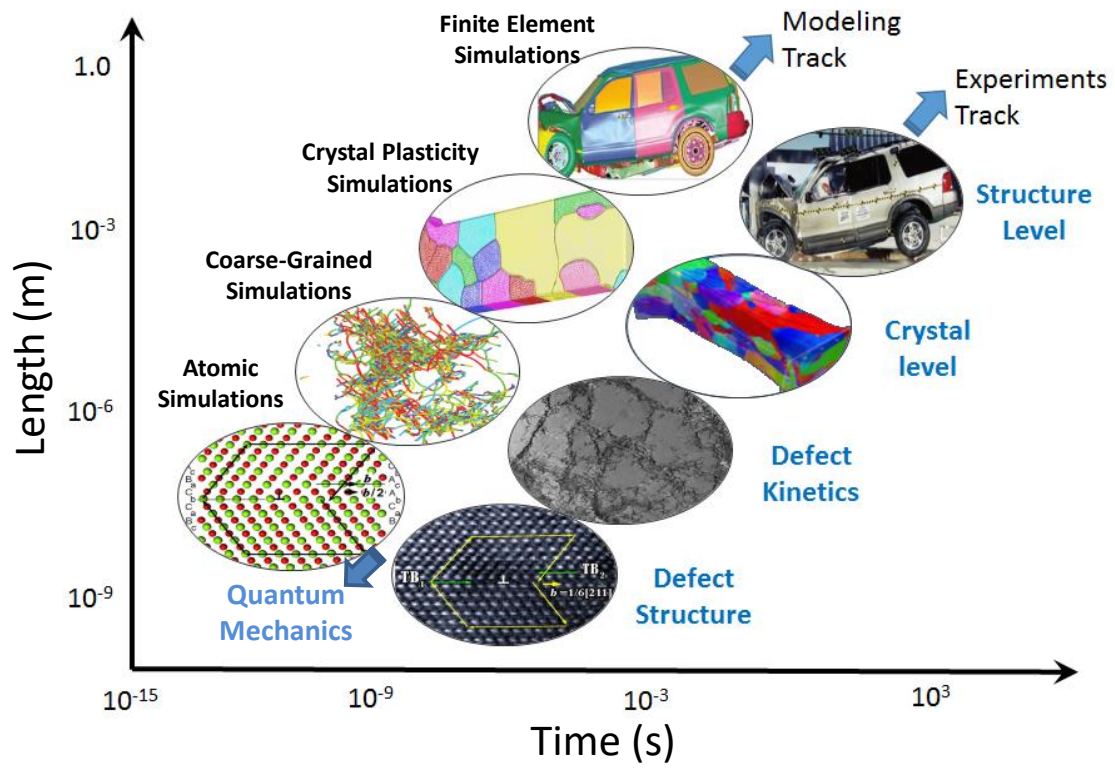 Finite Element
Simulations
Modeling
Track
Experiments
Track
1.0
Crystal Plasticity
Simulations
Structure
Level
10-3
Coarse-Grained
Simulations
Crystal
level
Atomic
Simulations
10-6
Length (m)
Defect
Kinetics
B c
a
C b
a
C
B c
b
b/2
A c
B a
C A
b
C a
B c
TB1
TB2
b =1/6[211]
10-9
Quantum
Mechanics
Defect
Structure
10-15
10-9
10-3
103
Time (s)